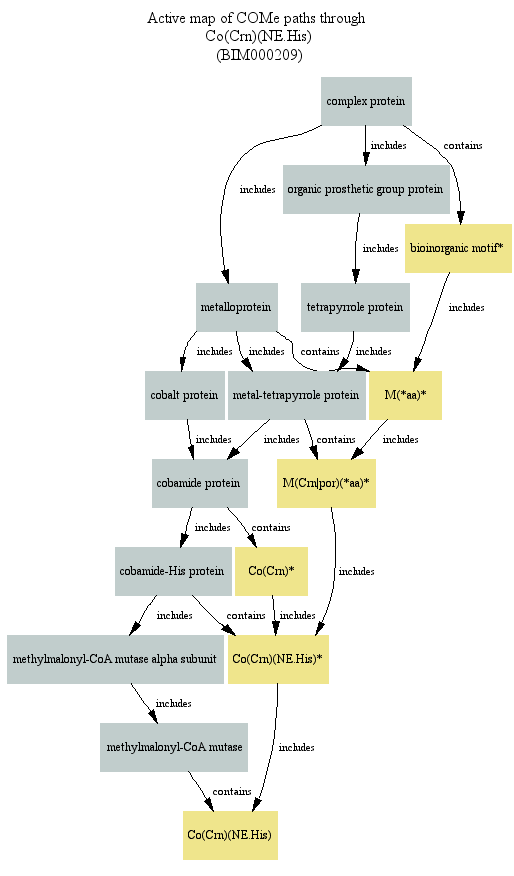 Active map of COMe paths through
Co(Crn)(NE.His)
(BIM000209)
complex protein
includes
contains
organic prosthetic group protein
includes
bioinorganic motif*
includes
includes
metalloprotein
tetrapyrrole protein
includes
includes
contains
includes
cobalt protein
metal-tetrapyrrole protein
M(*aa)*
includes
includes
contains
includes
cobamide protein
M(Crn|por)(*aa)*
includes
contains
cobamide-His protein
Co(Crn)*
includes
includes
contains
includes
methylmalonyl-CoA mutase alpha subunit
Co(Crn)(NE.His)*
includes
methylmalonyl-CoA mutase
includes
contains
Co(Crn)(NE.His)